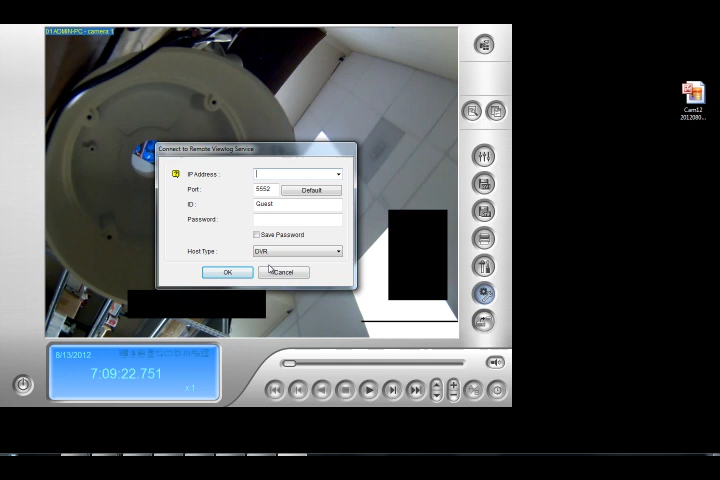 01 ADMIN-PC - camera 1
Connect to Remote Viewlog Service
IP Address :
Port :
5552
Default
ID :
Guest
Password :
Save Password
Host Type :
DVR
OK
Cancel
8/13/2012
7:09:22.751
x 1
Cam12
2012080...